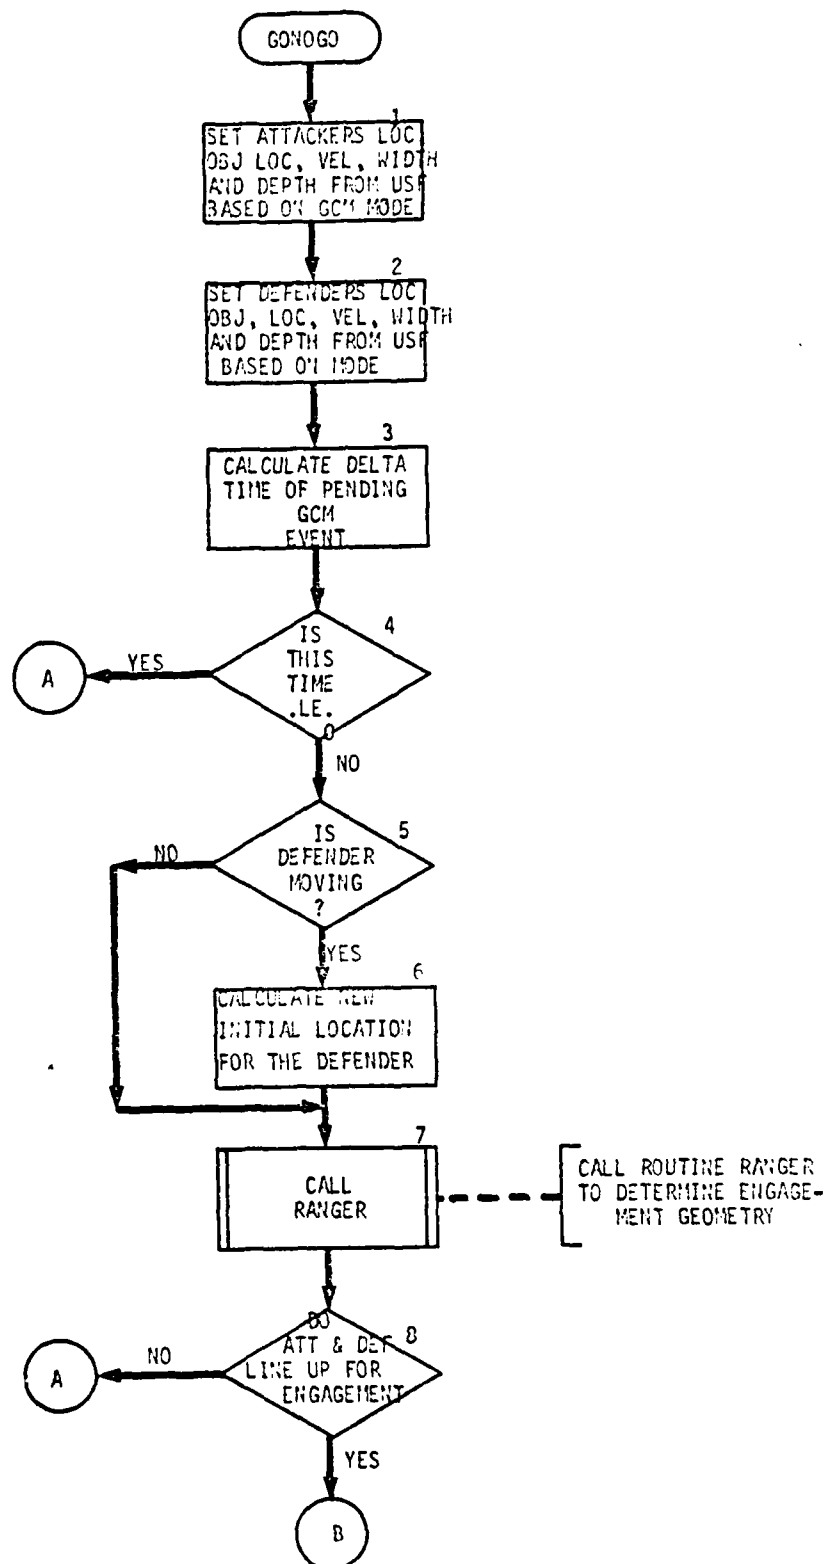 GONOGO
1
SET ATTACKERS LOC
OBJ LOC, VEL, WIDTH
AND DEPTH FROM USF
BASED ON GCM MODE
2
SET DEFENDERS LOC
OBJ, LOC, VEL, WIDTH
AND DEPTH FROM USF
BASED ON MODE
3
CALCULATE DELTA
TIME OF PENDING
GCM
EVENT
4
IS
THIS
TIME
.LE.
0
YES
A
NO
5
IS
DEFENDER
MOVING
?
NO
YES
6
CALCULATE NEW
INITIAL LOCATION
FOR THE DEFENDER
7
CALL
RANGER
CALL ROUTINE RANGER
TO DETERMINE ENGAGE-
MENT GEOMETRY
8
DO
ATT & DEF
LINE UP FOR
ENGAGEMENT
NO
A
YES
B